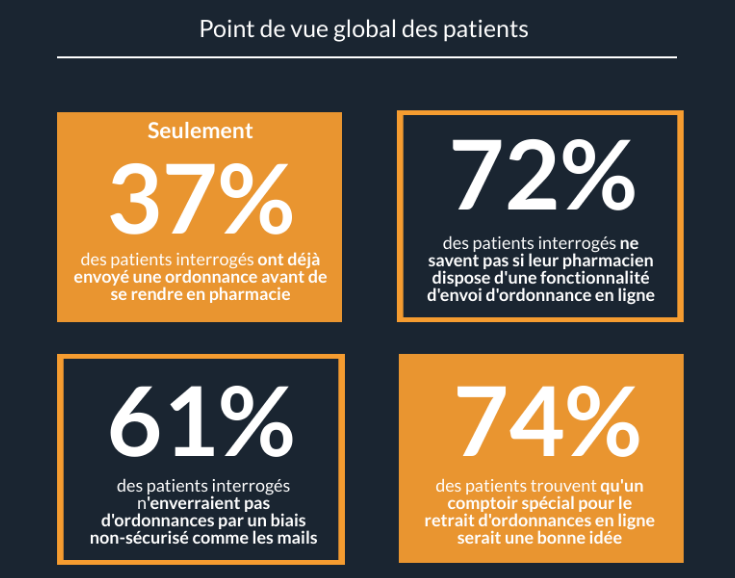 Point de vue global des patients
Seulement
37%
des patients interrogés ont déjà
envoyé une ordonnance avant de
se rendre en pharmacie
72%
des patients interrogés ne
savent pas si leur pharmacien
dispose d'une fonctionnalité
d'envoi d'ordonnance en ligne
61%
des patients interrogés
n'enverraient pas
d'ordonnances par un biais
non-sécurisé comme les mails
74%
des patients trouvent qu'un
comptoir spécial pour le
retrait d'ordonnances en ligne
serait une bonne idée